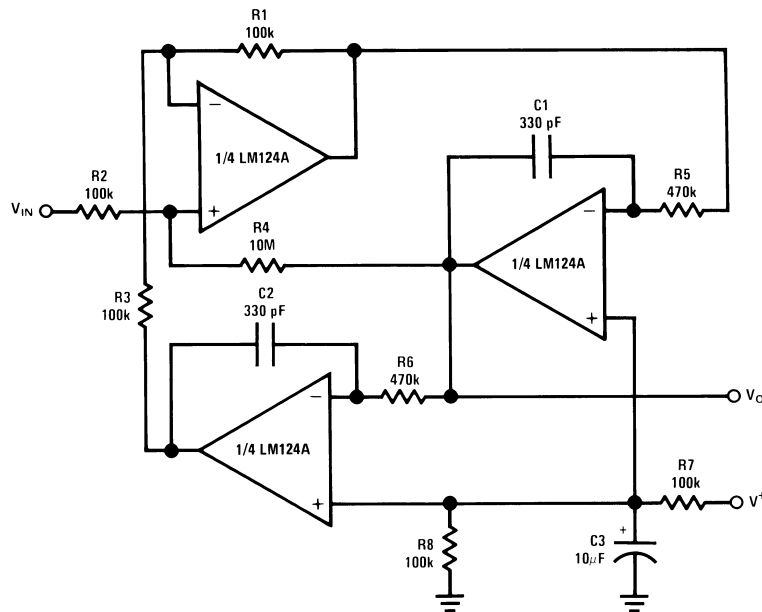 R1
100k
C1
330 pF
−
1/4 LM124A
+
R2
100k
R5
470k
VIN
R4
10M
−
1/4 LM124A
+
R3
100k
C2
330 pF
R6
470k
−
1/4 LM124A
+
VO
R7
100k
V+
R8
100k
+
C3
10μF